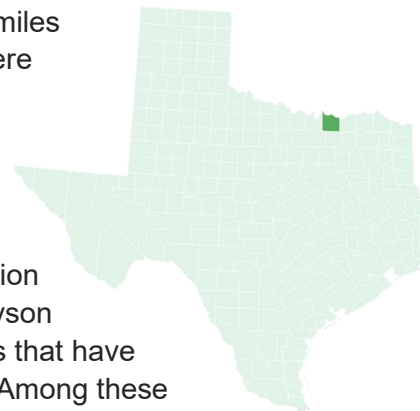 miles
ere
ion
yson
s that have
Among these